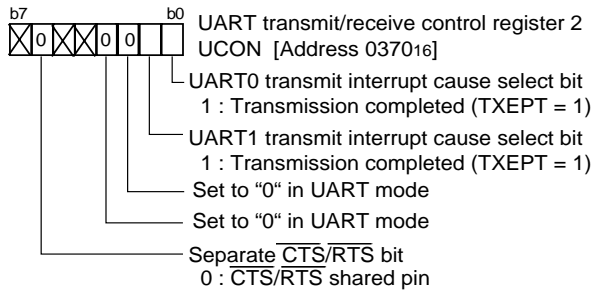 b7 b0
UART transmit/receive control register 2
0 0 0
UCON [Address 037016]
UART0 transmit interrupt cause select bit
1 : Transmission completed (TXEPT = 1)
UART1 transmit interrupt cause select bit
1 : Transmission completed (TXEPT = 1)
Set to “0“ in UART mode
Set to “0“ in UART mode
Separate CTS/RTS bit
0 : CTS/RTS shared pin